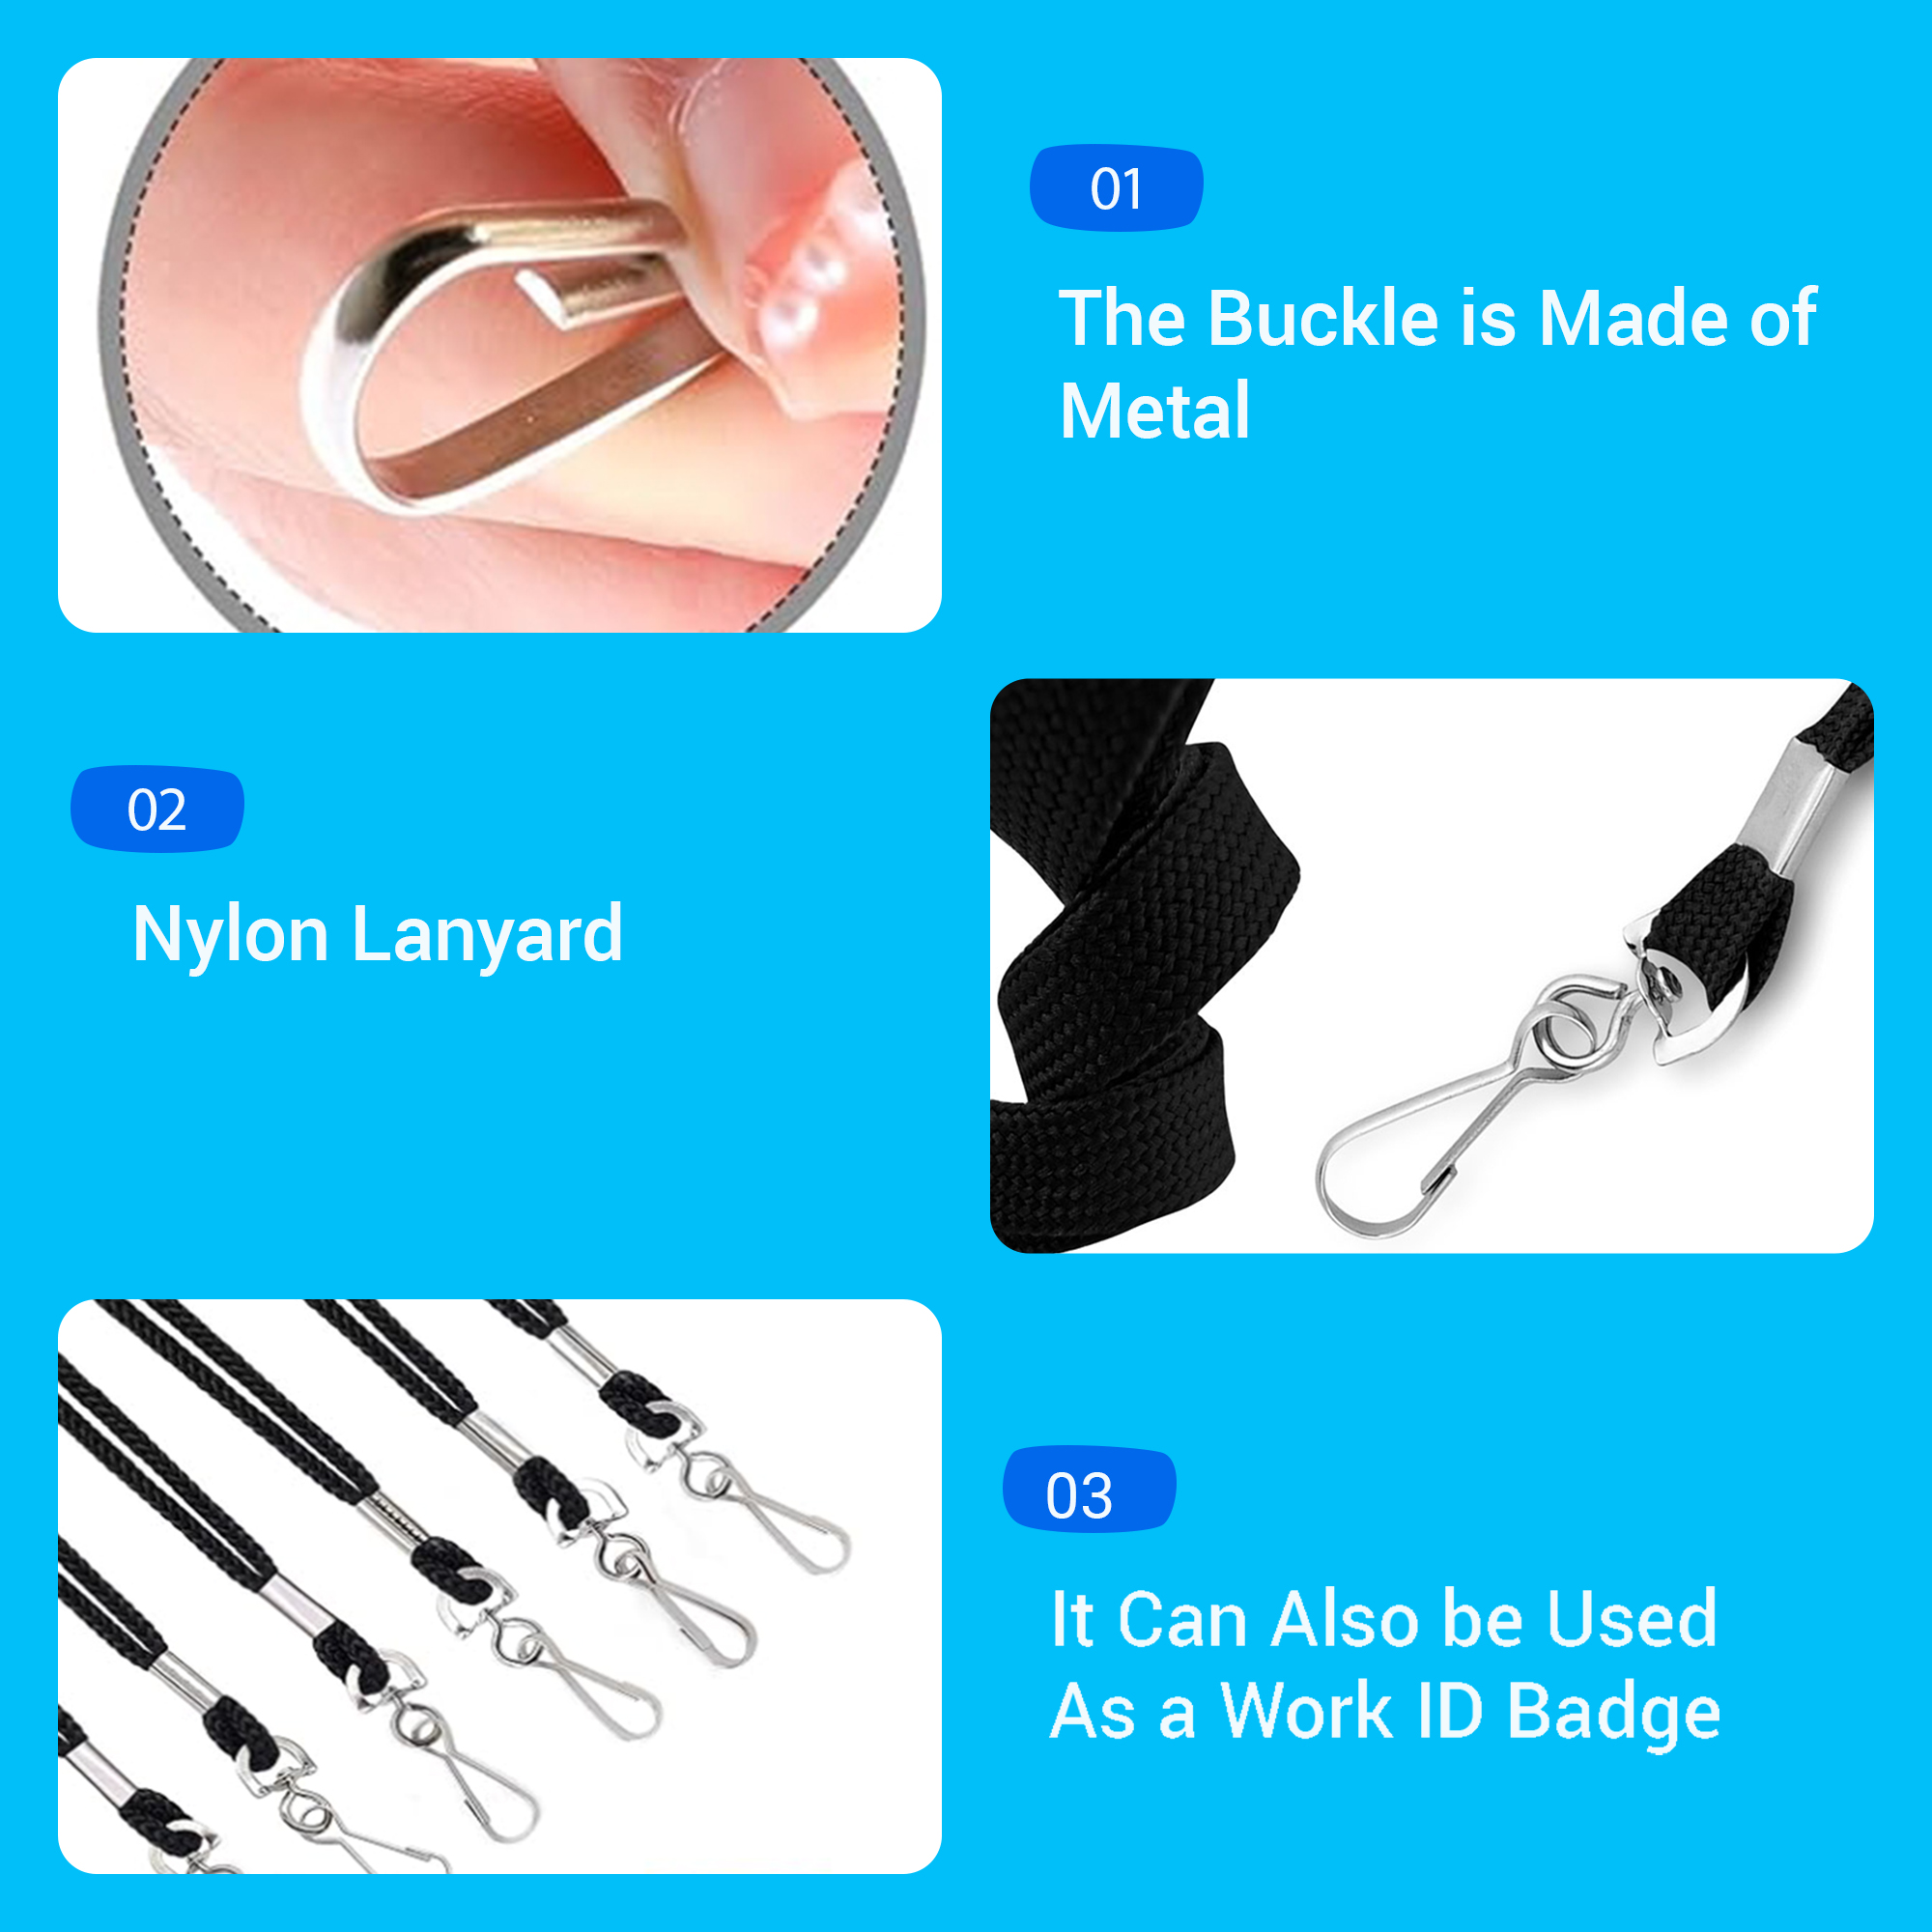 01
The Buckle is Made of
Metal
02
Nylon Lanyard
03
It Can Also be Used
As a Work ID Badge